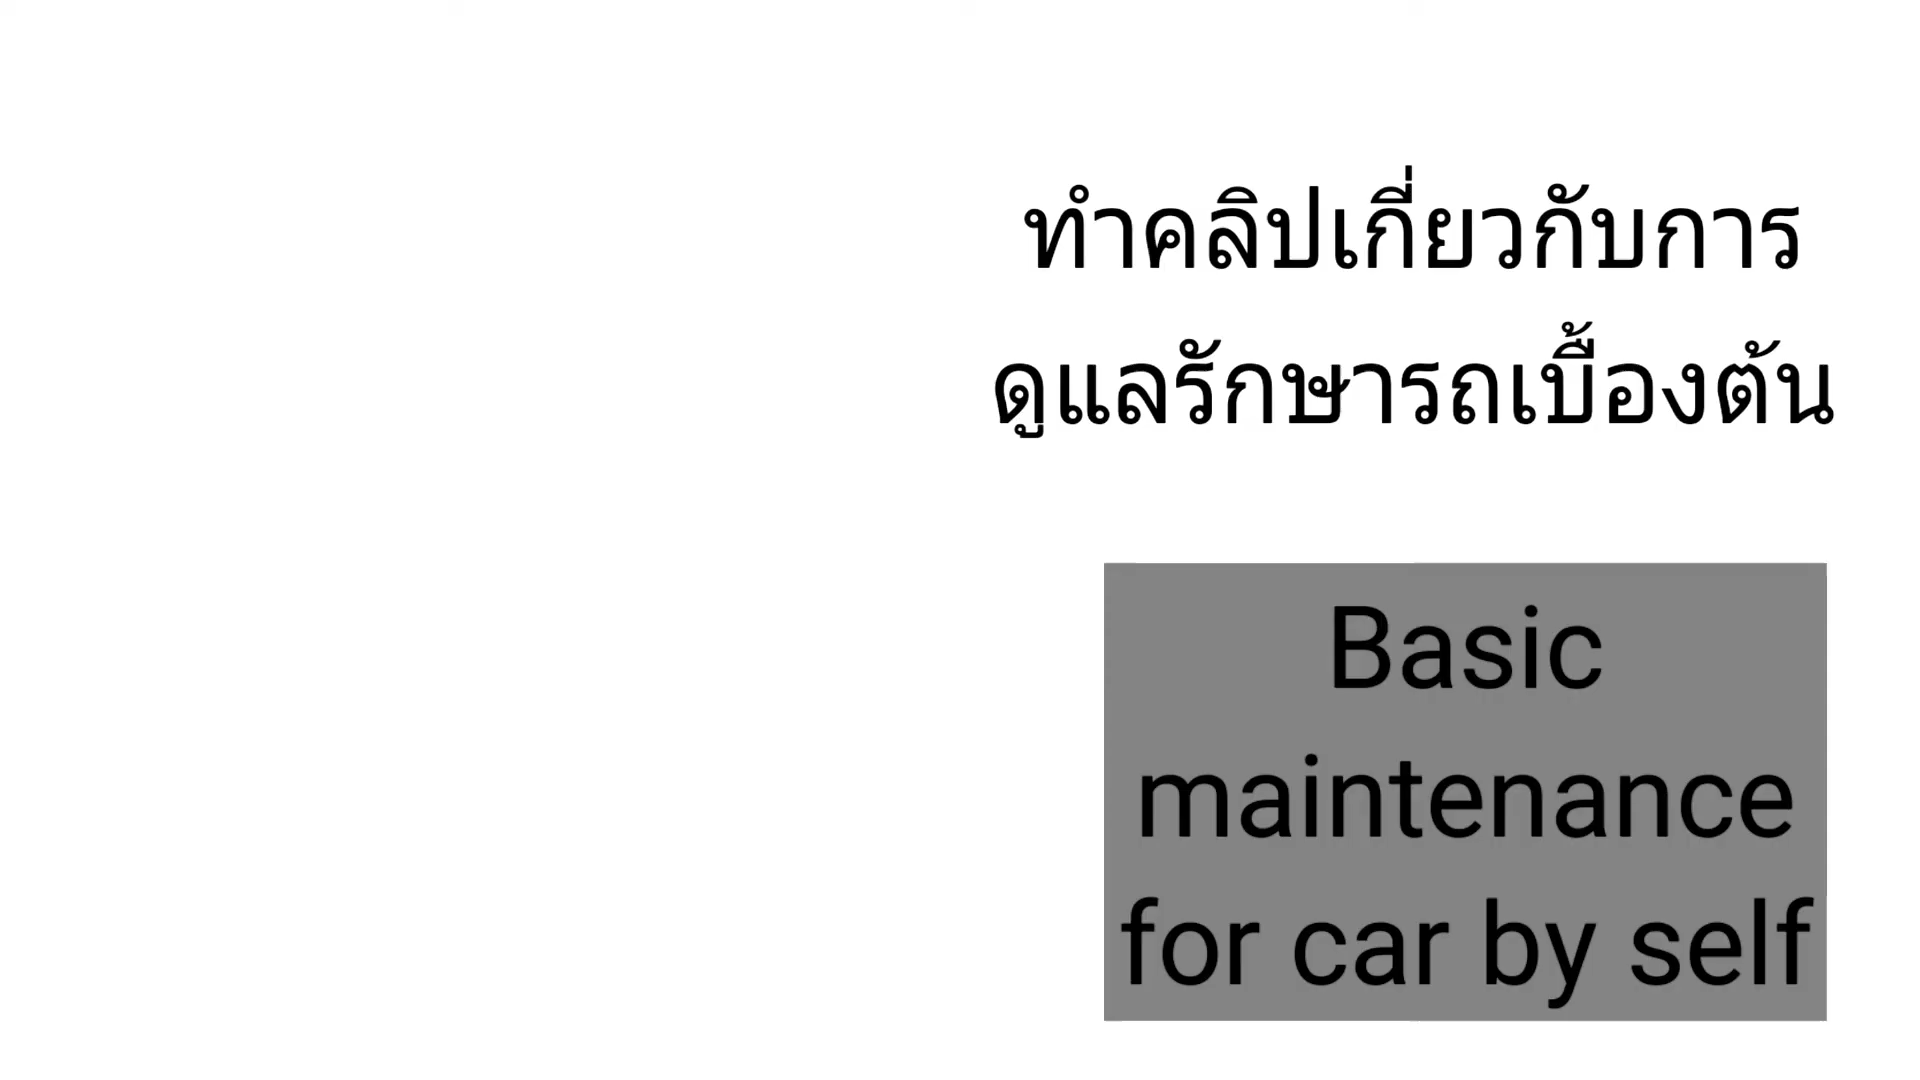 ทำคลิปเกี่ยวกับการ
ดูแลรักษารถเบื้องต้น
Basic
maintenance
for car by self